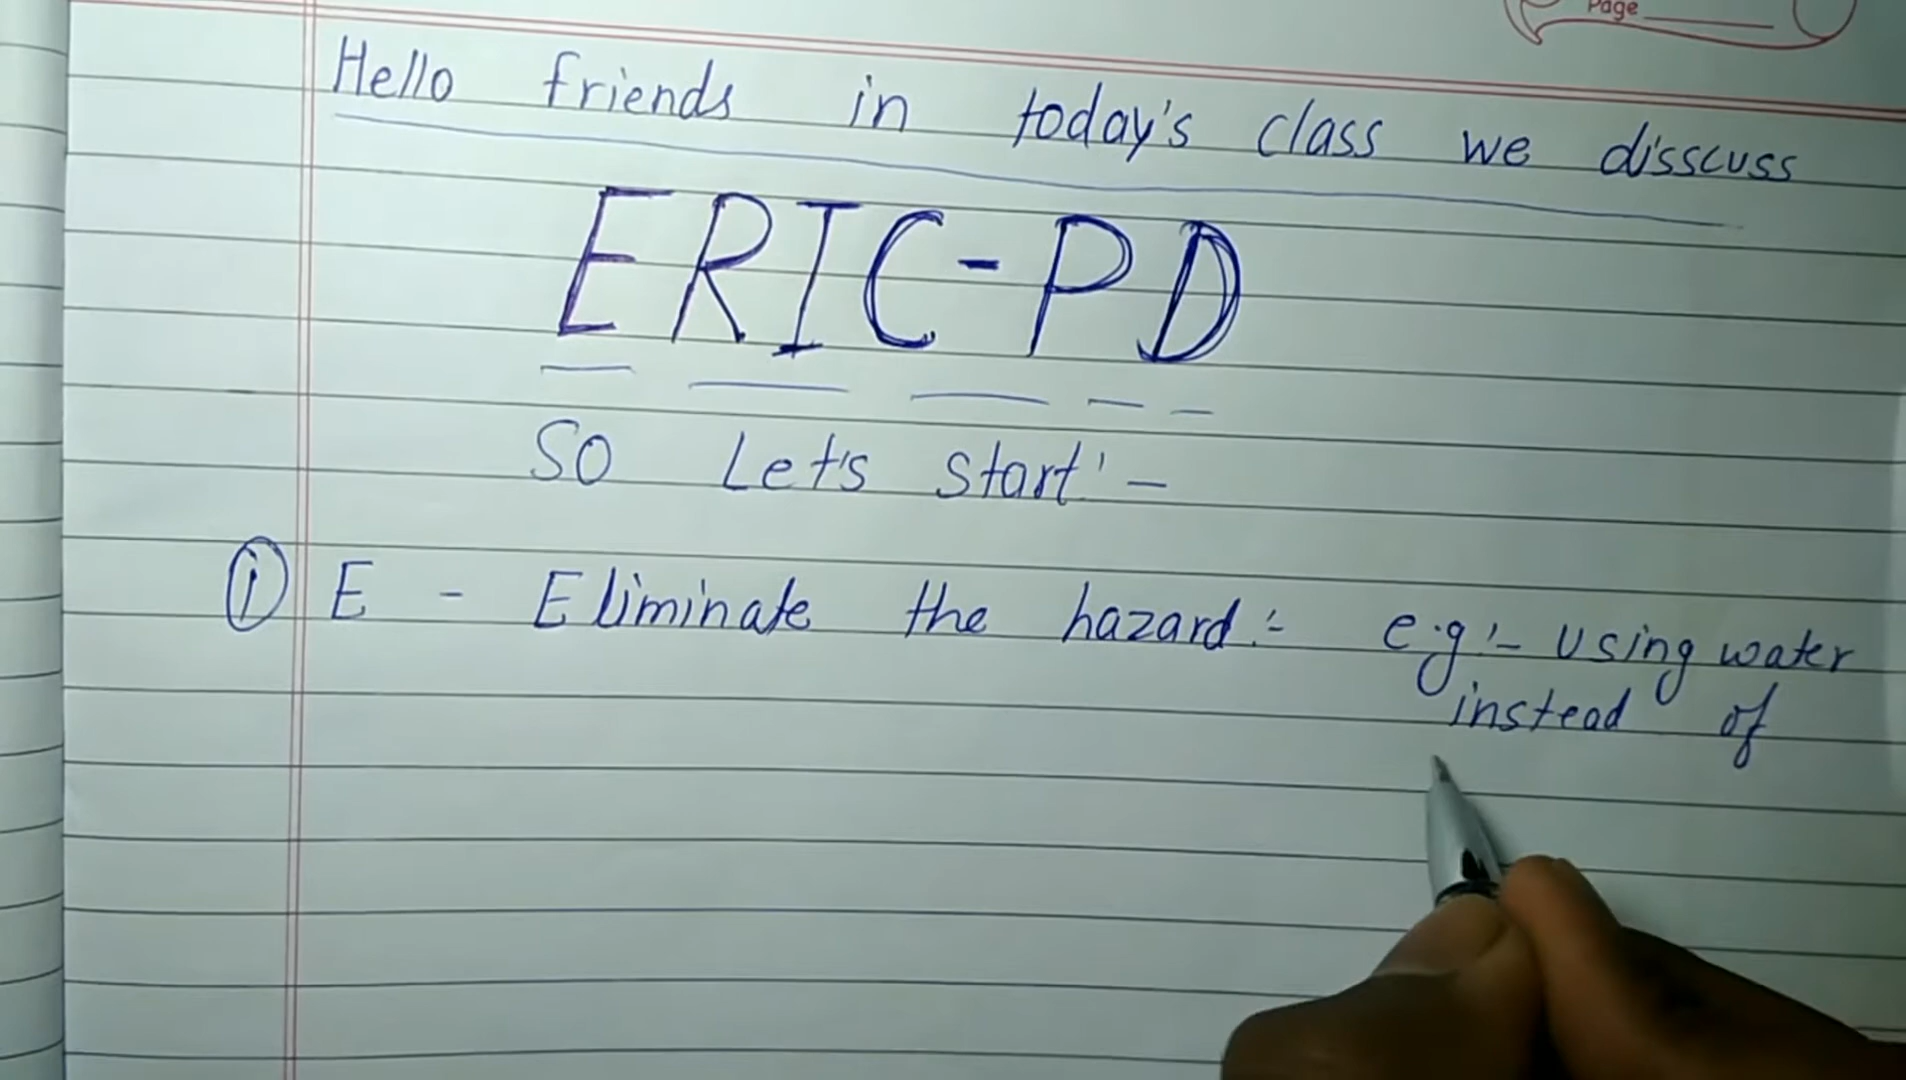 Page
Hello friends in today's class we disscuss
ERIC-PD
So Let's start:-
(i) E - Eliminate the hazard:- e.g:- using water
instead of